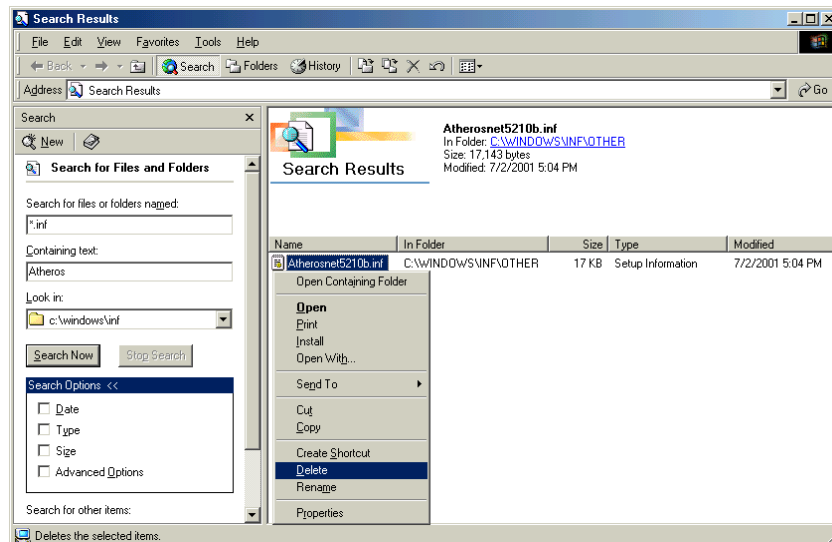 Search Results
File Edit View Favorites Tools Help
Back Search Folders History
Address Search Results Go
Search
New
Search for Files and Folders
Search for files or folders named:
*.inf
Containing text:
Atheros
Look in:
c:\windows\inf
Search Now Stop Search
Search Options <<
Date
Type
Size
Advanced Options
Search for other items:
Search Results
Atherosnet5210b.inf
In Folder: C:\WINDOWS\INF\OTHER
Size: 17,143 bytes
Modified: 7/2/2001 5:04 PM
Name In Folder Size Type Modified
Atherosnet5210b.inf C:\WINDOWS\INF\OTHER 17 KB Setup Information 7/2/2001 5:04 PM
Open Containing Folder
Open
Print
Install
Open With...
Send To
Cut
Copy
Create Shortcut
Delete
Rename
Properties
Deletes the selected items.